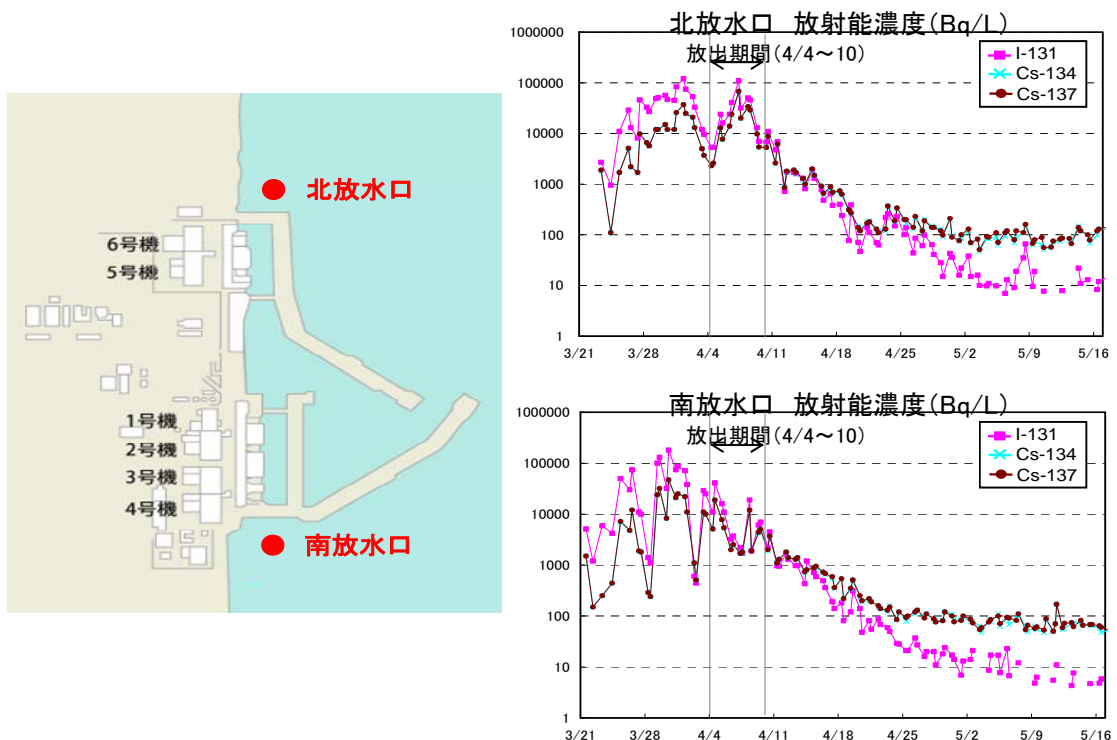 北放水口
6号機
5号機
1号機
2号機
3号機
4号機
南放水口
北放水口 放射能濃度(Bq/L)
放出期間(4/4~10)
I-131
Cs-134
Cs-137
1000000
100000
10000
1000
100
10
1
3/21 3/28 4/4 4/11 4/18 4/25 5/2 5/9 5/16
南放水口 放射能濃度(Bq/L)
放出期間(4/4~10)
I-131
Cs-134
Cs-137
1000000
100000
10000
1000
100
10
1
3/21 3/28 4/4 4/11 4/18 4/25 5/2 5/9 5/16